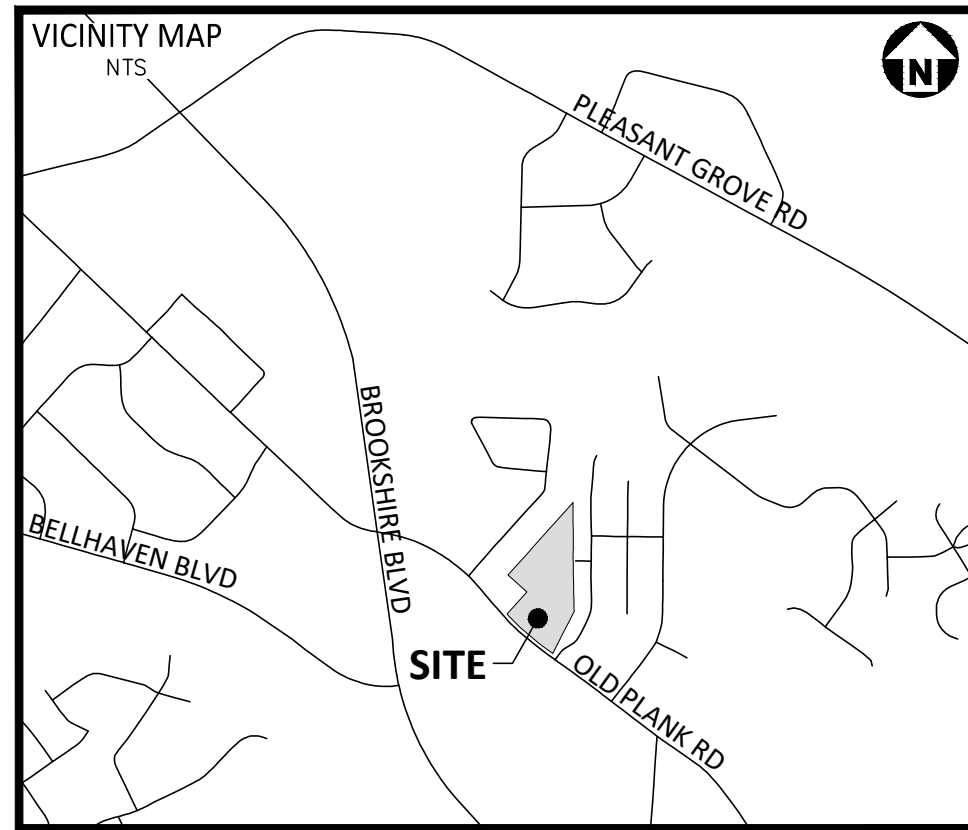 VICINITY MAP
NTS
N
PLEASANT GROVE RD
BROOKSHIRE BLVD
BELLHAVEN BLVD
SITE
OLD PLANK RD